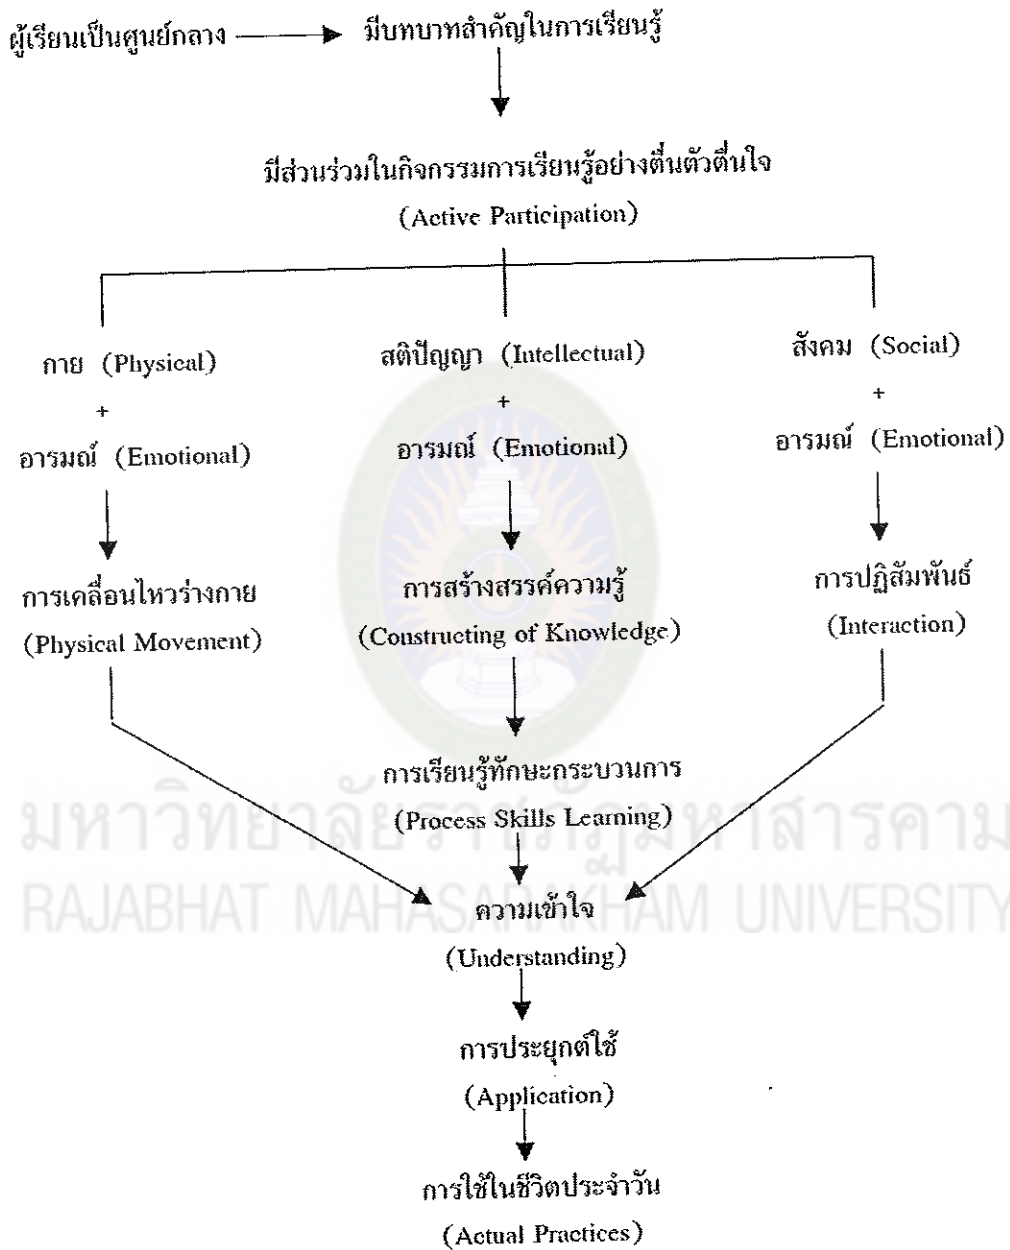 ผู้เรียนเป็นศูนย์กลาง มีบทบาทสำคัญในการเรียนรู้
มีส่วนร่วมในกิจกรรมการเรียนรู้อย่างตื่นตัวตื่นใจ
(Active Participation)
กาย (Physical)
+
อารมณ์ (Emotional)
การเคลื่อนไหวร่างกาย
(Physical Movement)
สติปัญญา (Intellectual)
+
อารมณ์ (Emotional)
การสร้างสรรค์ความรู้
(Constructing of Knowledge)
การเรียนรู้ทักษะกระบวนการ
(Process Skills Learning)
สังคม (Social)
+
อารมณ์ (Emotional)
การปฏิสัมพันธ์
(Interaction)
ความเข้าใจ
(Understanding)
การประยุกต์ใช้
(Application)
การใช้ในชีวิตประจำวัน
(Actual Practices)
มหาวิทยาลัยราชภัฏมหาสารคาม
RAJABHAT MAHASARAKHAM UNIVERSITY